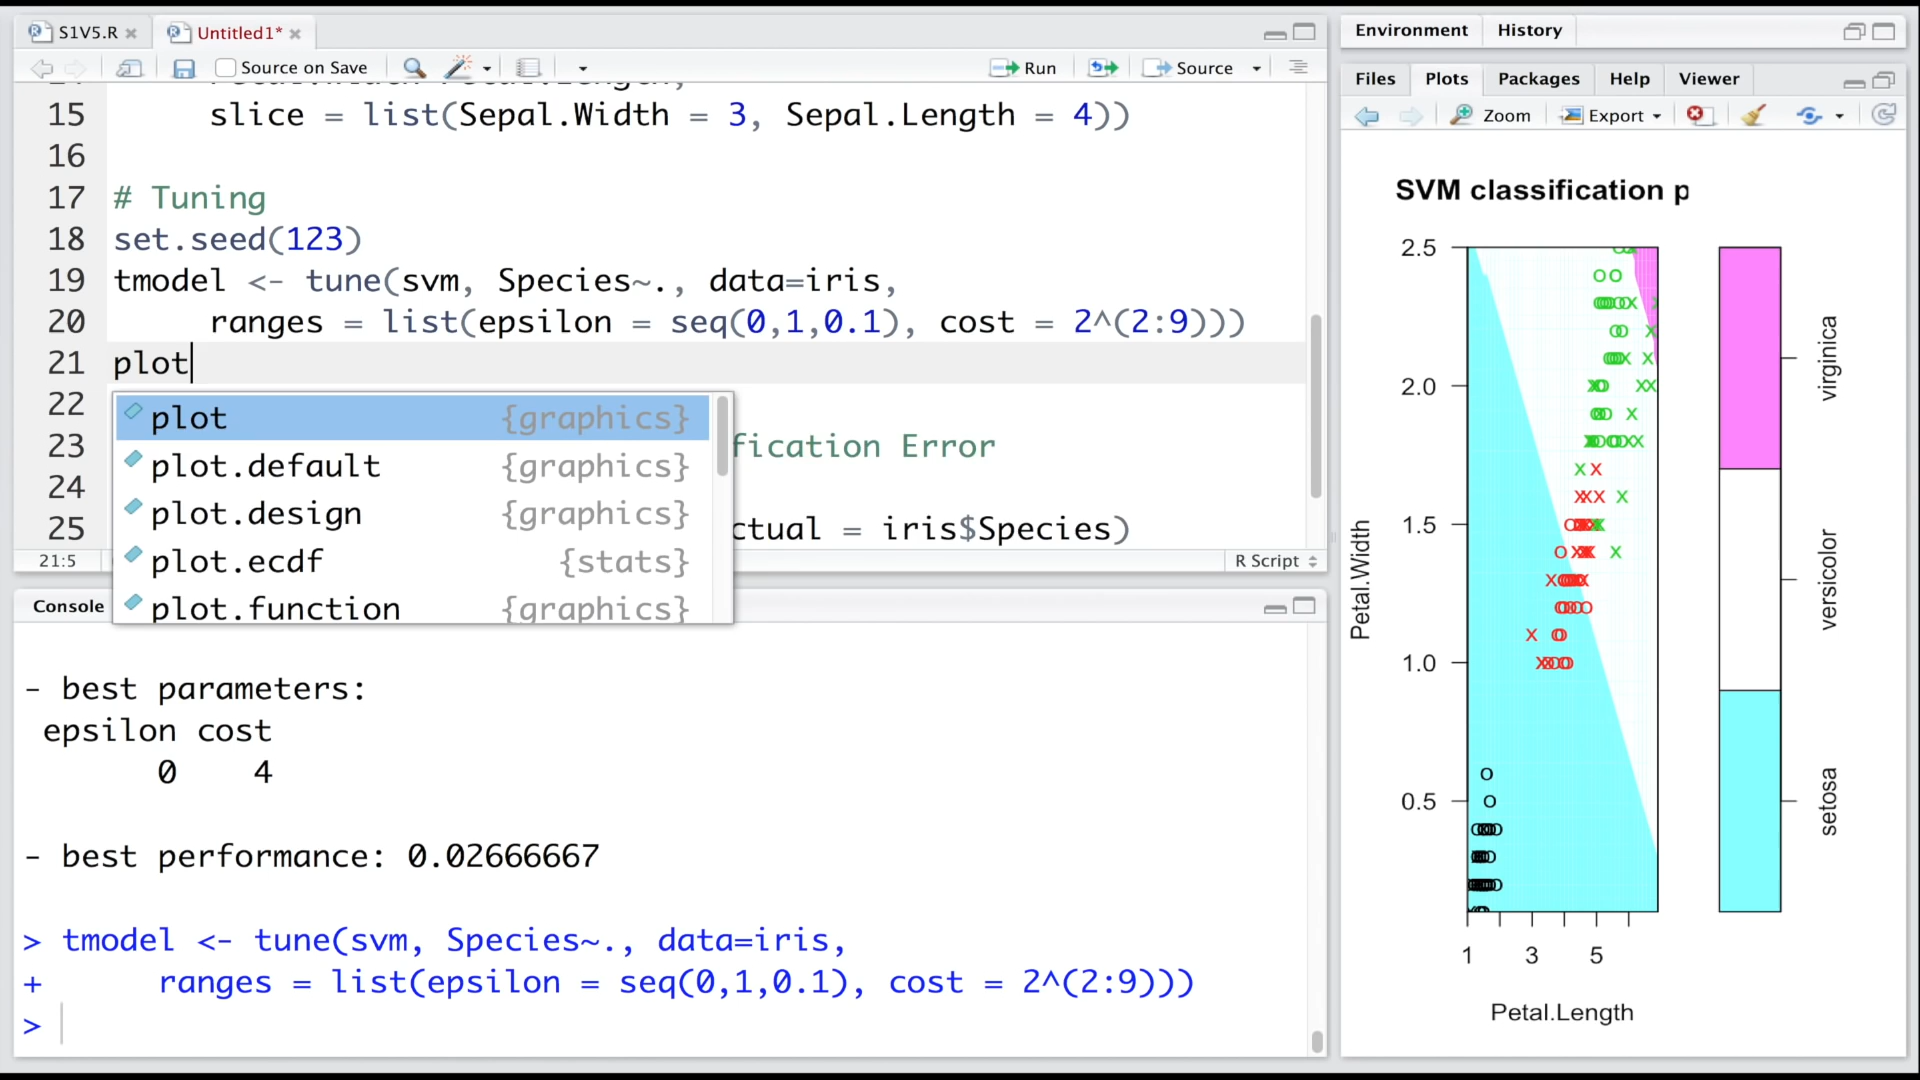 S1V5.R
Untitled1*
Source on Save
Run
Source
15 slice = list(Sepal.Width = 3, Sepal.Length = 4))
16
17 # Tuning
18 set.seed(123)
19 tmodel <- tune(svm, Species~., data=iris,
20 ranges = list(epsilon = seq(0,1,0.1), cost = 2^(2:9)))
21 plot
22
23 fication Error
24
25 ctual = iris$Species)
plot {graphics}
plot.default {graphics}
plot.design {graphics}
plot.ecdf {stats}
plot.function {graphics}
21:5
R Script
Console
- best parameters:
epsilon cost
0 4
- best performance: 0.02666667
> tmodel <- tune(svm, Species~., data=iris,
+ ranges = list(epsilon = seq(0,1,0.1), cost = 2^(2:9)))
>
Environment History
Files Plots Packages Help Viewer
Zoom Export
SVM classification p
2.5
2.0
1.5
1.0
0.5
Petal.Width
1 3 5
Petal.Length
virginica
versicolor
setosa